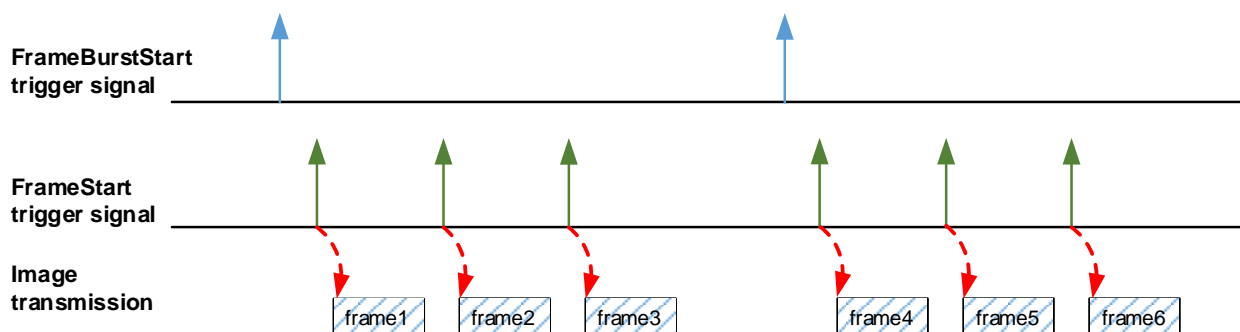 FrameBurstStart
trigger signal
FrameStart
trigger signal
Image
transmission
frame1
frame2
frame3
frame4
frame5
frame6